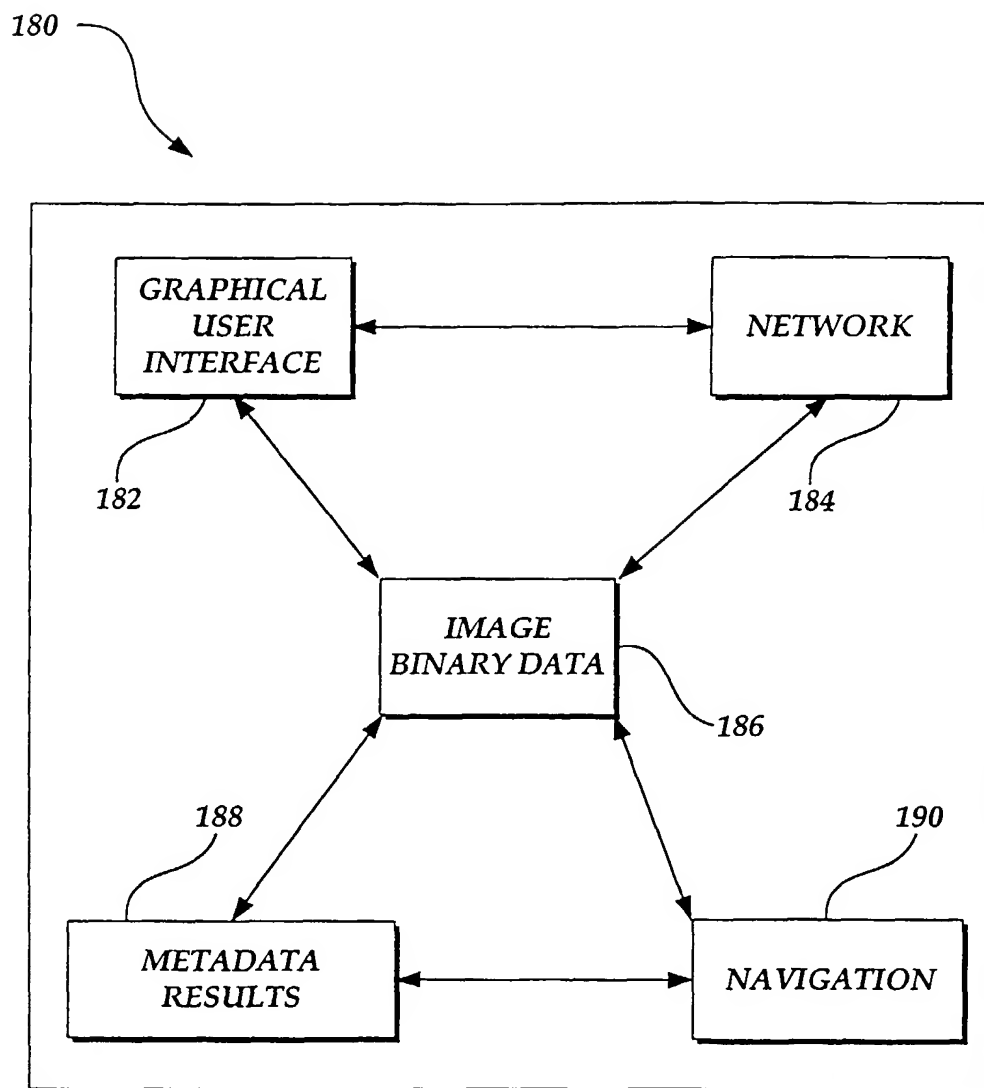 180
GRAPHICAL
USER
INTERFACE
NETWORK
182
184
IMAGE
BINARY DATA
186
188
190
METADATA
RESULTS
NAVIGATION